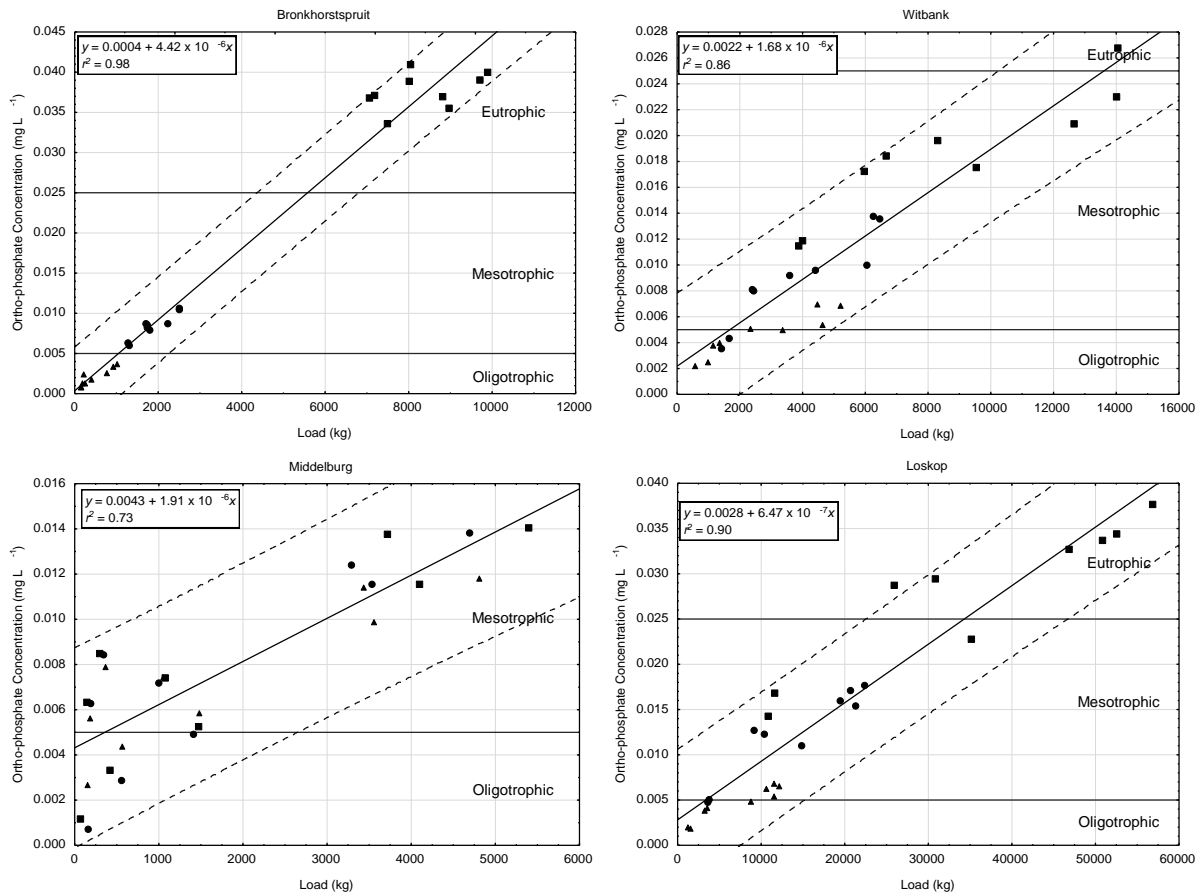 Bronkhorstspruit
y = 0.0004 + 4.42 x 10 -6x
r2 = 0.98
0.045
0.040
0.035
0.030
0.025
0.020
0.015
0.010
0.005
0.000
Ortho-phosphate Concentration (mg L -1)
Eutrophic
Mesotrophic
Oligotrophic
0 2000 4000 6000 8000 10000 12000
Load (kg)
Witbank
y = 0.0022 + 1.68 x 10 -6x
r2 = 0.86
0.028
0.026
0.024
0.022
0.020
0.018
0.016
0.014
0.012
0.010
0.008
0.006
0.004
0.002
0.000
Ortho-phosphate Concentration (mg L -1)
Eutrophic
Mesotrophic
Oligotrophic
0 2000 4000 6000 8000 10000 12000 14000 16000
Load (kg)
Middelburg
y = 0.0043 + 1.91 x 10 -6x
r2 = 0.73
0.016
0.014
0.012
0.010
0.008
0.006
0.004
0.002
0.000
Ortho-phosphate Concentration (mg L -1)
Mesotrophic
Oligotrophic
0 1000 2000 3000 4000 5000 6000
Load (kg)
Loskop
y = 0.0028 + 6.47 x 10 -7x
r2 = 0.90
0.040
0.035
0.030
0.025
0.020
0.015
0.010
0.005
0.000
Ortho-phosphate Concentration (mg L -1)
Eutrophic
Mesotrophic
Oligotrophic
0 10000 20000 30000 40000 50000 60000
Load (kg)